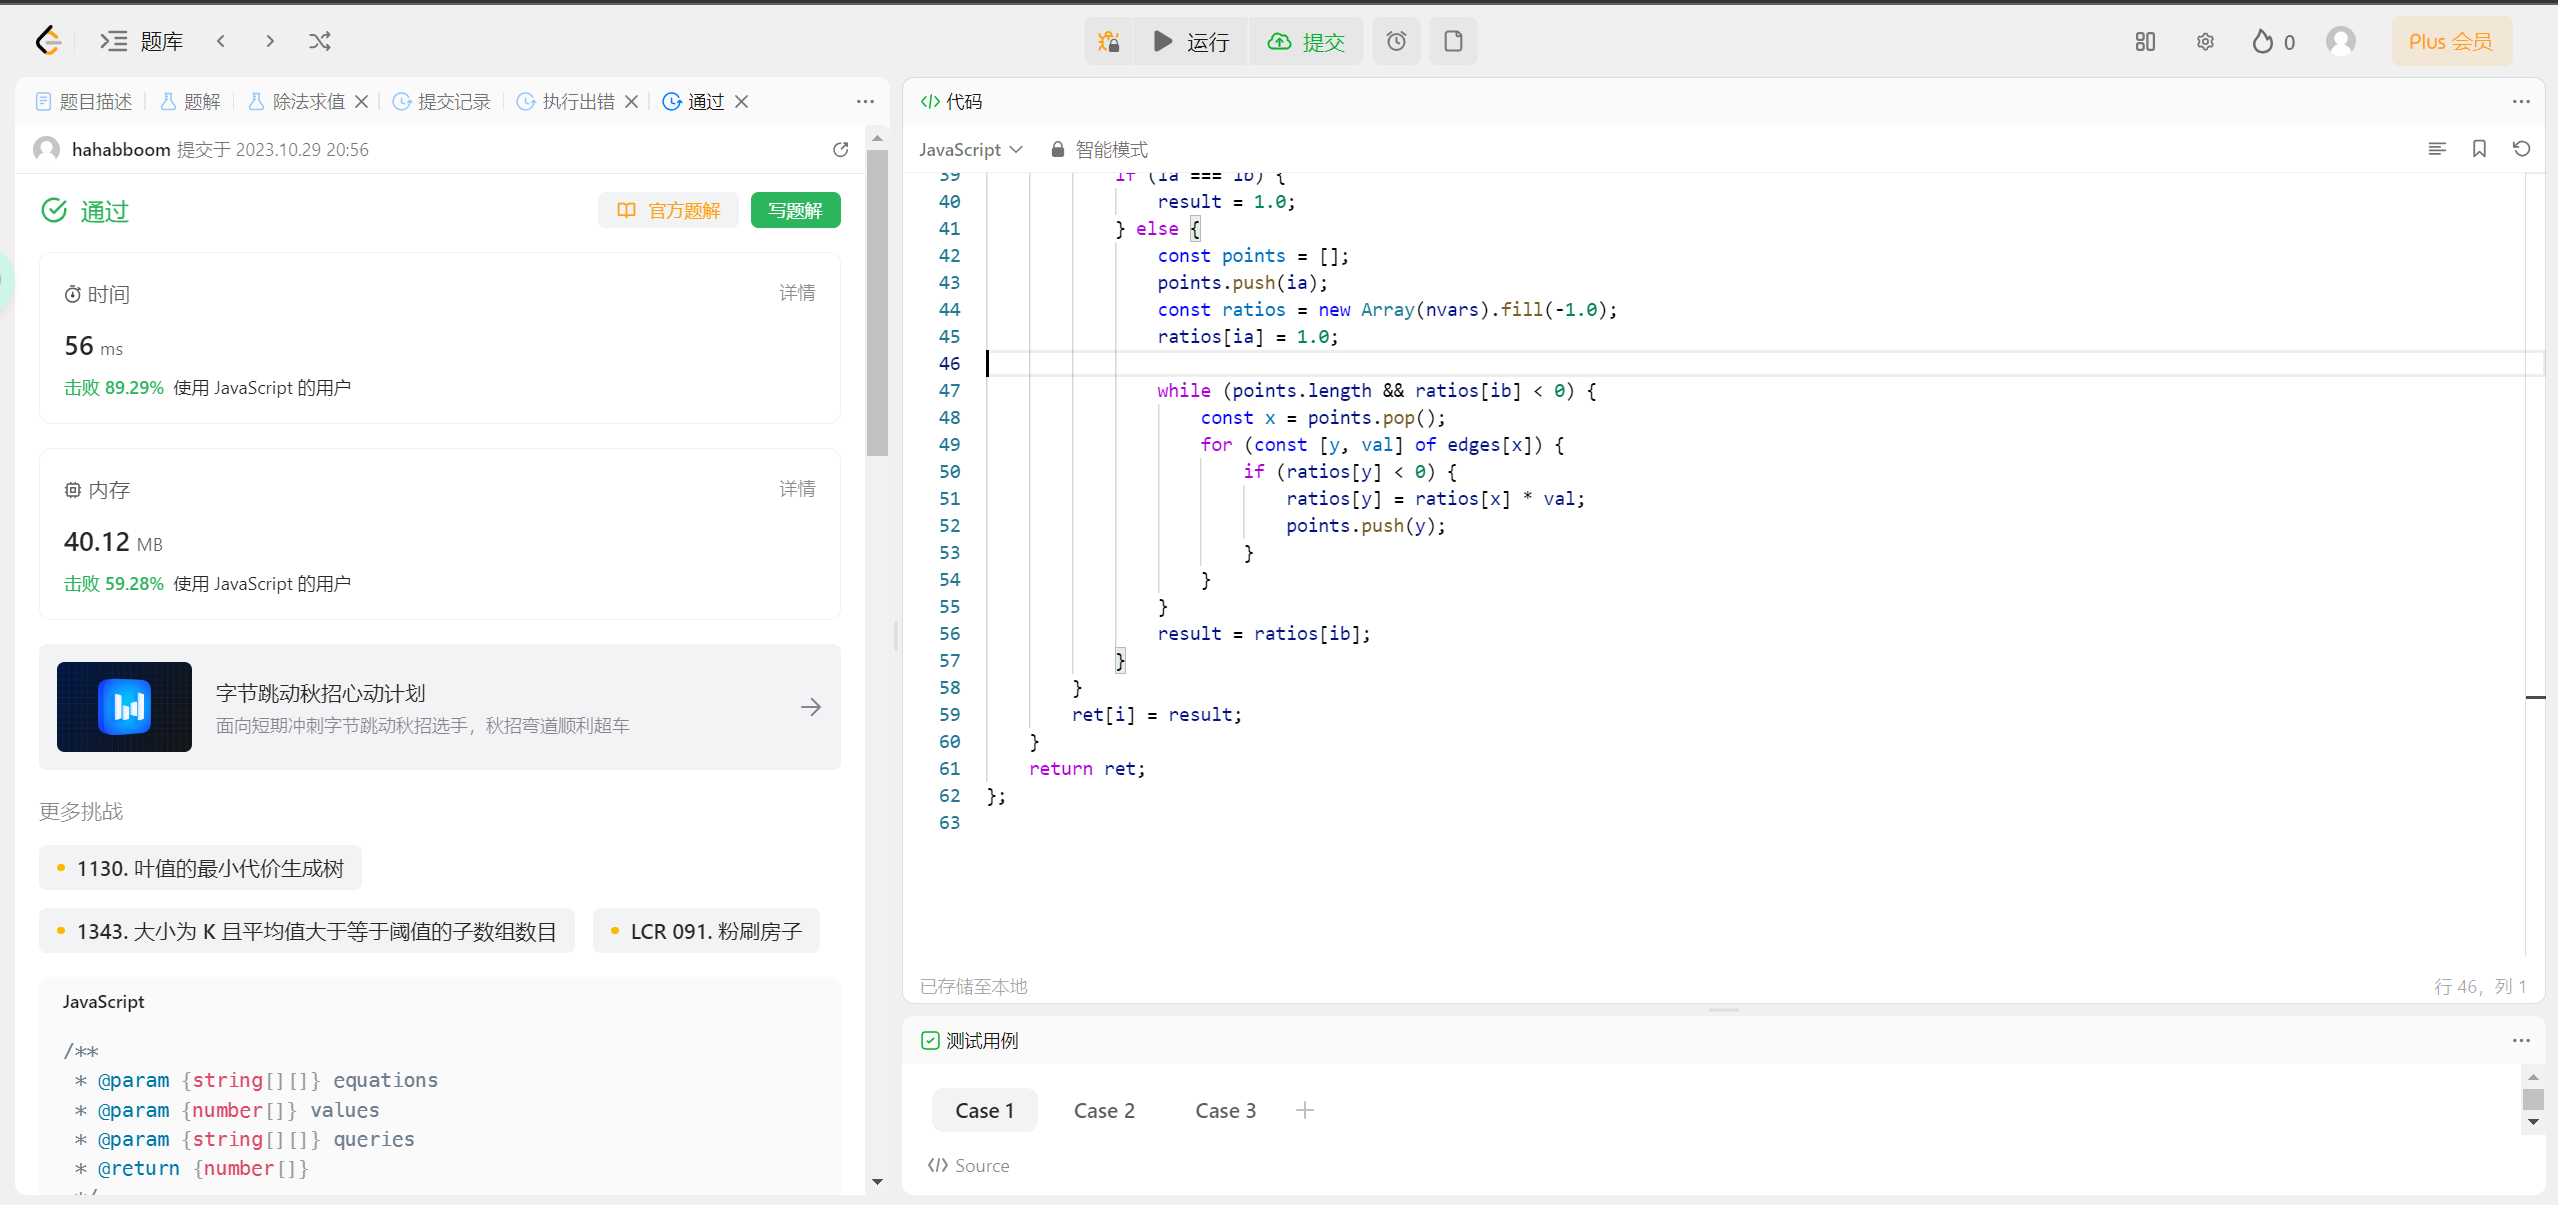 题库
运行
提交
0
Plus 会员
题目描述
题解
除法求值
提交记录
执行出错
通过
hahabboom 提交于 2023.10.29 20:56
通过
官方题解
写题解
时间
详情
56 ms
击败 89.29% 使用 JavaScript 的用户
内存
详情
40.12 MB
击败 59.28% 使用 JavaScript 的用户
字节跳动秋招心动计划
面向短期冲刺字节跳动秋招选手，秋招弯道顺利超车
更多挑战
1130. 叶值的最小代价生成树
1343. 大小为 K 且平均值大于等于阈值的子数组数目
LCR 091. 粉刷房子
JavaScript
/**
* @param {string[][]} equations
* @param {number[]} values
* @param {string[][]} queries
* @return {number[]}
*/
代码
JavaScript
智能模式
39 if (ia === ib) {
40 result = 1.0;
41 } else {
42 const points = [];
43 points.push(ia);
44 const ratios = new Array(nvars).fill(-1.0);
45 ratios[ia] = 1.0;
46
47 while (points.length && ratios[ib] < 0) {
48 const x = points.pop();
49 for (const [y, val] of edges[x]) {
50 if (ratios[y] < 0) {
51 ratios[y] = ratios[x] * val;
52 points.push(y);
53 }
54 }
55 }
56 result = ratios[ib];
57 }
58 }
59 ret[i] = result;
60 }
61 return ret;
62 };
63
已存储至本地
行 46，列 1
测试用例
Case 1
Case 2
Case 3
Source